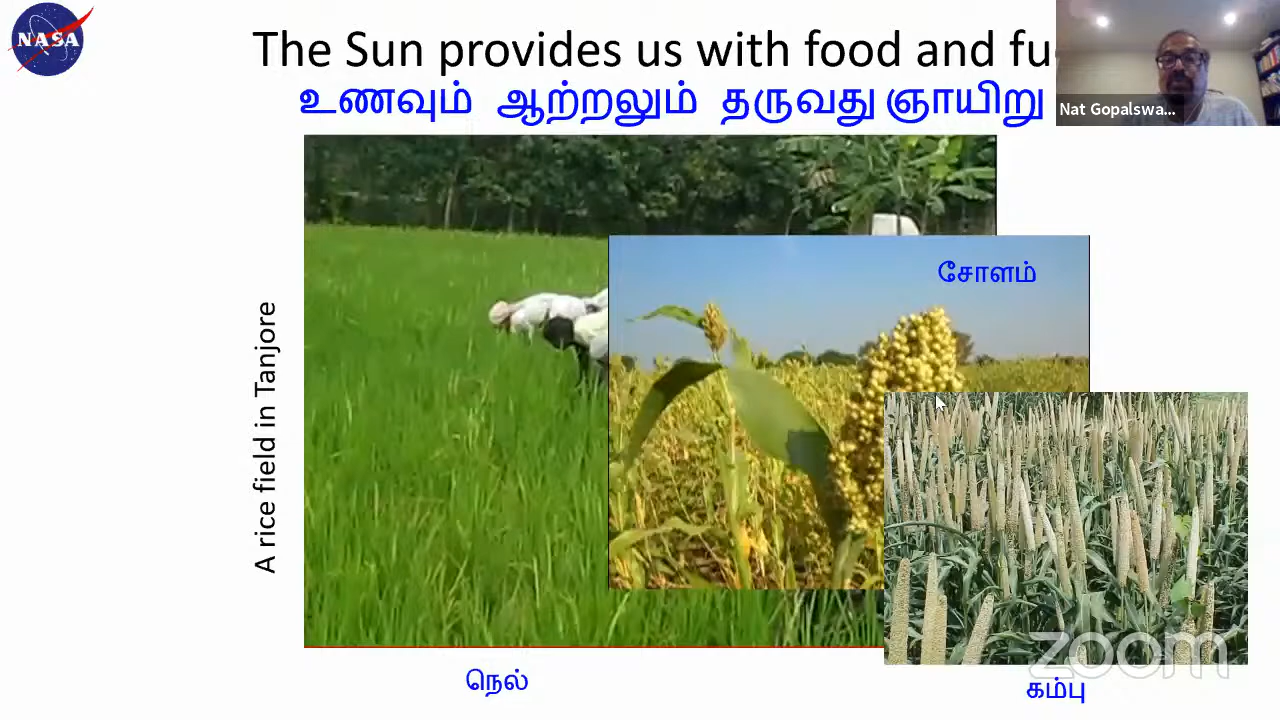 NASA
The Sun provides us with food and fu
உணவும் ஆற்றலும் தருவது ஞாயிறு
Nat Gopalswa...
சோளம்
A rice field in Tanjore
zoom
நெல்
கம்பு